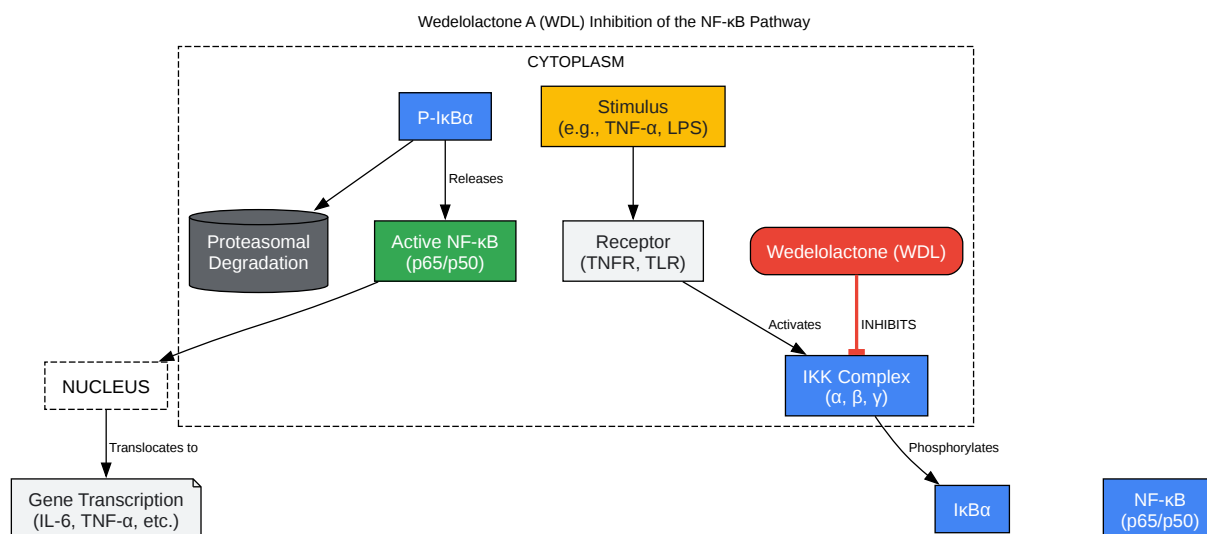 Wedelolactone A (WDL) Inhibition of the NF-κB Pathway
CYTOPLASM
P-IκBα
Stimulus
(e.g., TNF-α, LPS)
Releases
Proteasomal
Degradation
Active NF-κB
(p65/p50)
Receptor
(TNFR, TLR)
Wedelolactone (WDL)
Activates
INHIBITS
NUCLEUS
IKK Complex
(α, β, γ)
Translocates to
Phosphorylates
Gene Transcription
(IL-6, TNF-α, etc.)
IκBα
NF-κB
(p65/p50)